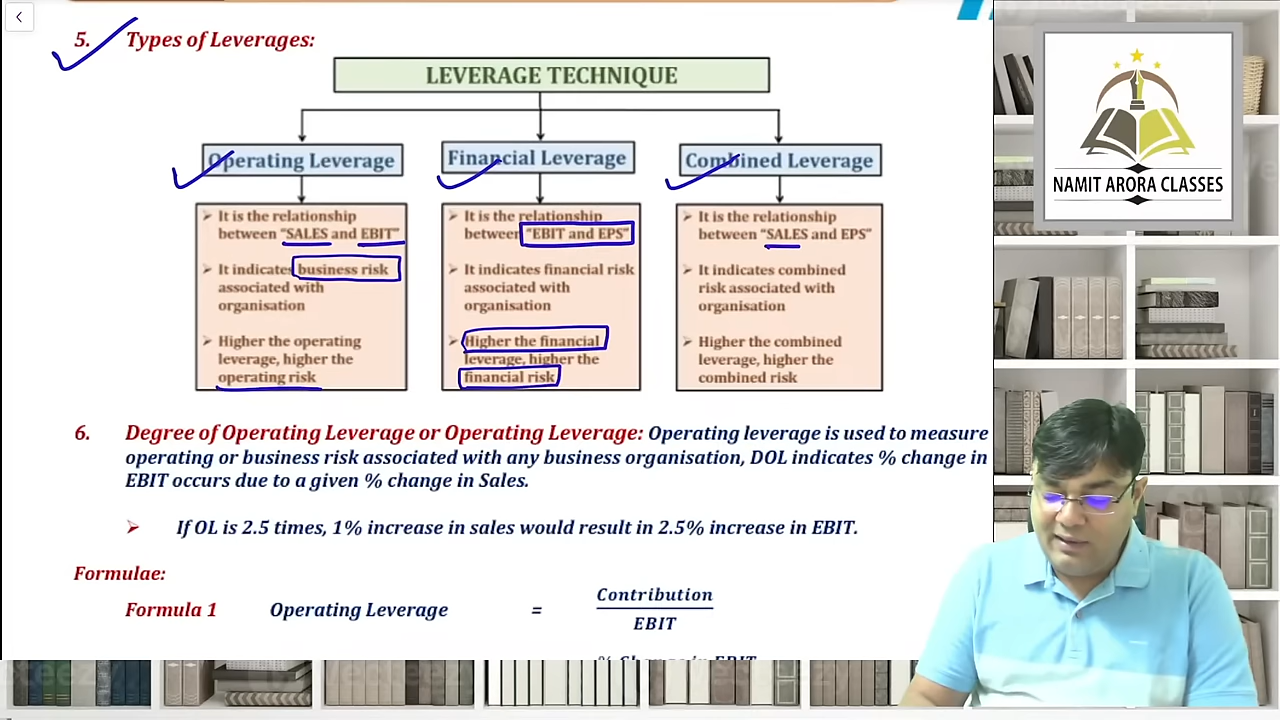 5. Types of Leverages:
LEVERAGE TECHNIQUE
Operating Leverage
Financial Leverage
Combined Leverage
➢ It is the relationship
between "SALES and EBIT"
➢ It indicates business risk
associated with
organisation
➢ Higher the operating
leverage, higher the
operating risk
➢ It is the relationship
between "EBIT and EPS"
➢ It indicates financial risk
associated with
organisation
➢ Higher the financial
leverage, higher the
financial risk
➢ It is the relationship
between "SALES and EPS"
➢ It indicates combined
risk associated with
organisation
➢ Higher the combined
leverage, higher the
combined risk
6. Degree of Operating Leverage or Operating Leverage: Operating leverage is used to measure
operating or business risk associated with any business organisation, DOL indicates % change in
EBIT occurs due to a given % change in Sales.
➢ If OL is 2.5 times, 1% increase in sales would result in 2.5% increase in EBIT.
Formulae:
Formula 1 Operating Leverage = Contribution
EBIT
% Change in EBIT
NAMIT ARORA CLASSES